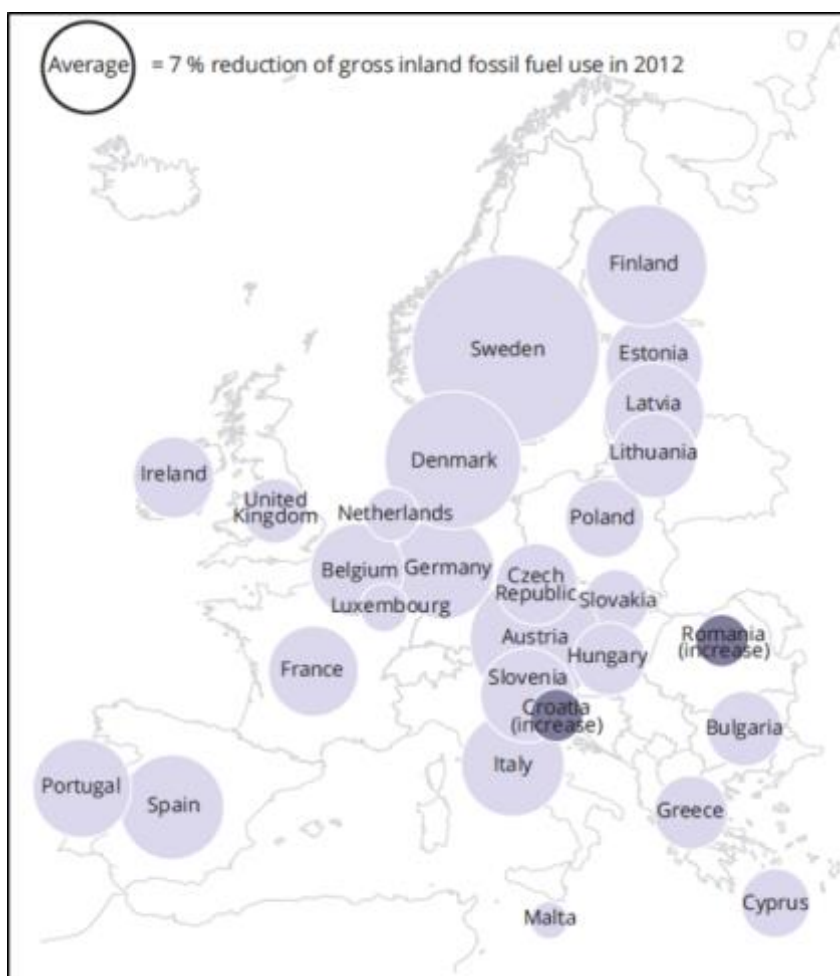 Average
= 7 % reduction of gross inland fossil fuel use in 2012
Finland
Sweden
Estonia
Latvia
Lithuania
Denmark
Ireland
United
Kingdom
Netherlands
Poland
Belgium
Germany
Czech
Republic
Luxembourg
Slovakia
Austria
Romania
(increase)
Hungary
France
Slovenia
Croatia
(increase)
Bulgaria
Italy
Portugal
Spain
Greece
Cyprus
Malta